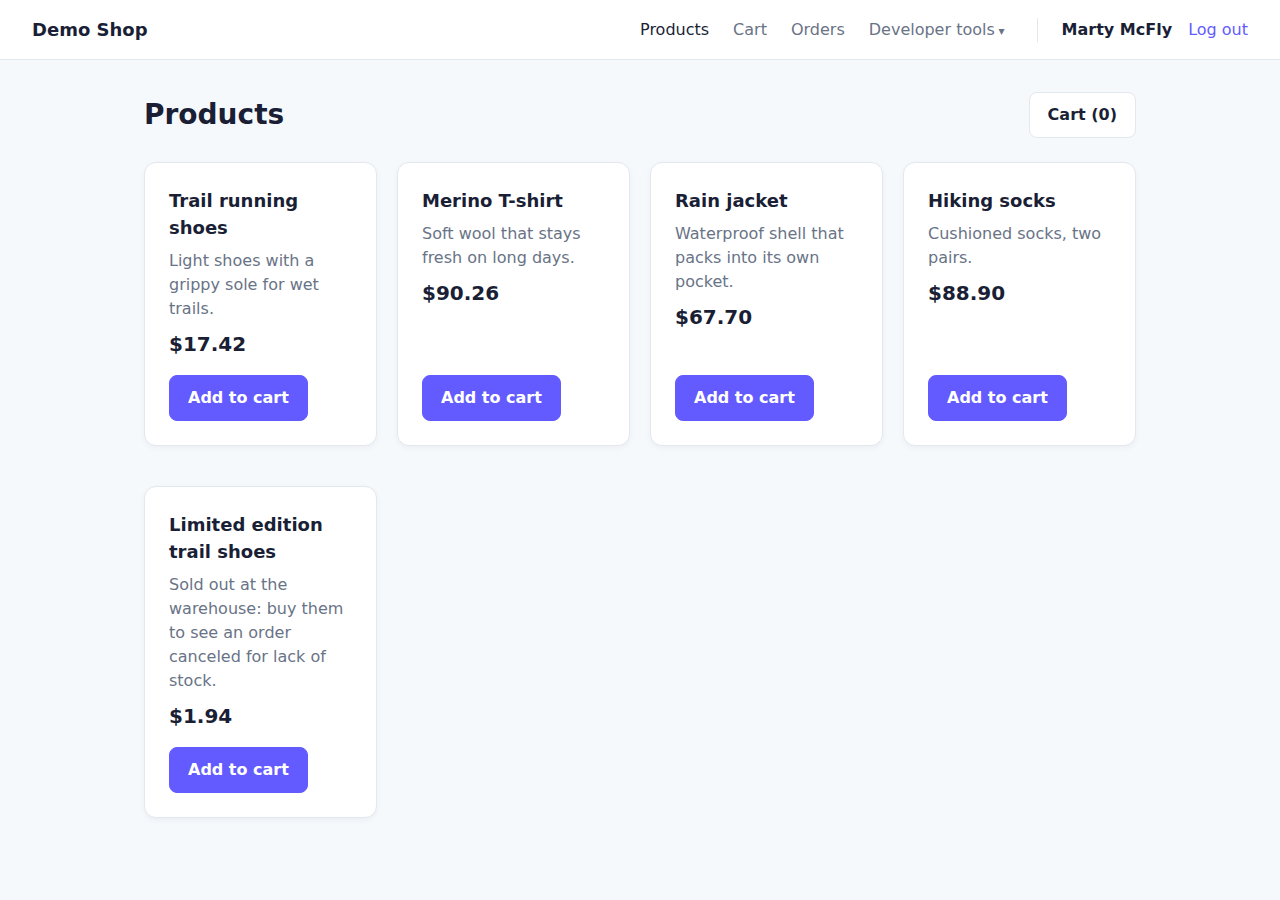 Demo Shop
Products
Cart
Orders
Developer tools ▾
Marty McFly
Log out
Products
Cart (0)
Trail running
shoes
Light shoes with a
grippy sole for wet
trails.
$17.42
Add to cart
Merino T-shirt
Soft wool that stays
fresh on long days.
$90.26
Add to cart
Rain jacket
Waterproof shell that
packs into its own
pocket.
$67.70
Add to cart
Hiking socks
Cushioned socks, two
pairs.
$88.90
Add to cart
Limited edition
trail shoes
Sold out at the
warehouse: buy them
to see an order
canceled for lack of
stock.
$1.94
Add to cart